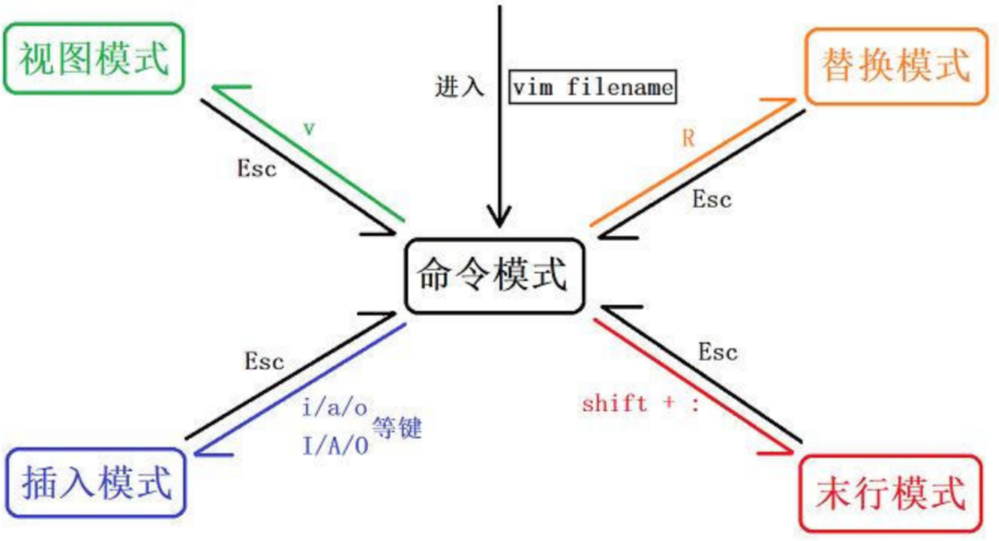 视图模式
进入
vim filename
替换模式
v
Esc
R
Esc
命令模式
Esc
i/a/o
I/A/O
等键
Esc
shift + :
插入模式
末行模式